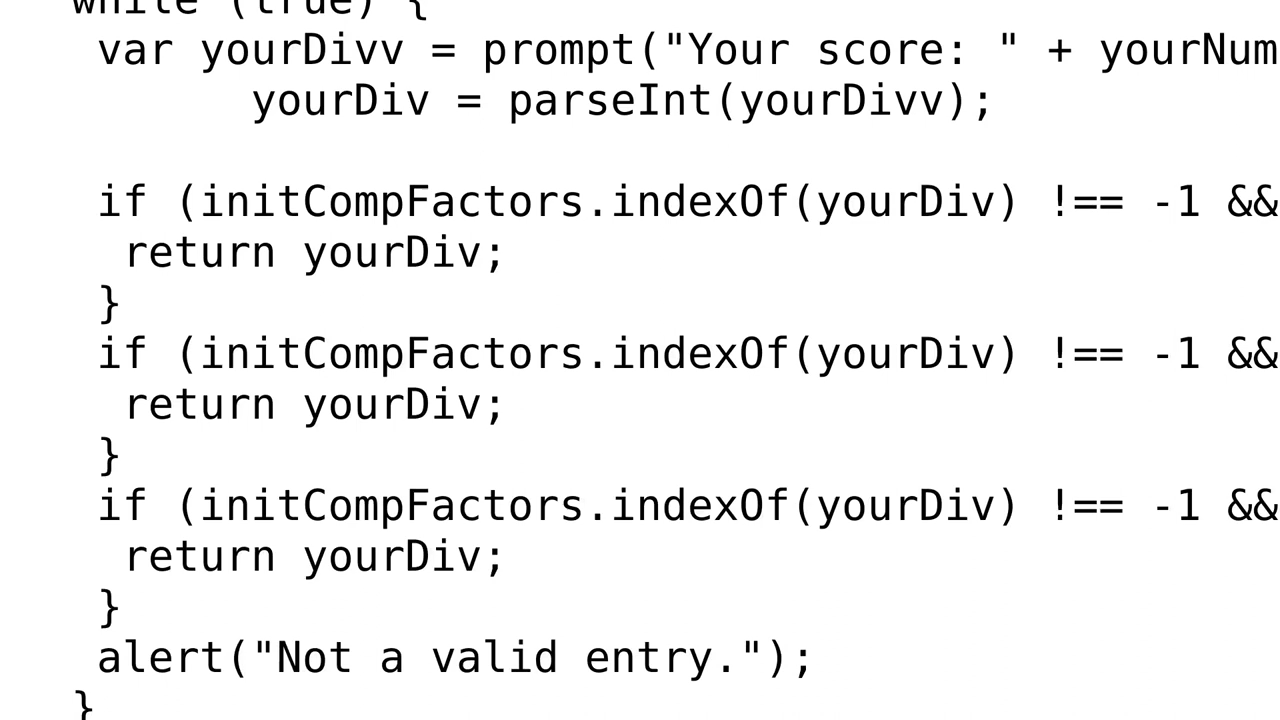 while (true) {
var yourDivv = prompt("Your score: " + yourNum
yourDiv = parseInt(yourDivv);
if (initCompFactors.indexOf(yourDiv) !== -1 &&
return yourDiv;
}
if (initCompFactors.indexOf(yourDiv) !== -1 &&
return yourDiv;
}
if (initCompFactors.indexOf(yourDiv) !== -1 &&
return yourDiv;
}
alert("Not a valid entry.");
}